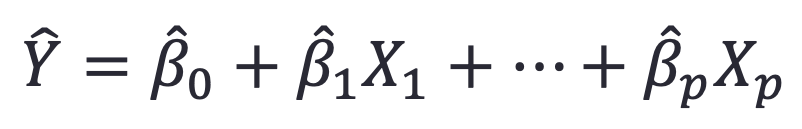 Ŷ = β̂₀ + β̂₁X₁ + ⋯ + β̂ₚXₚ